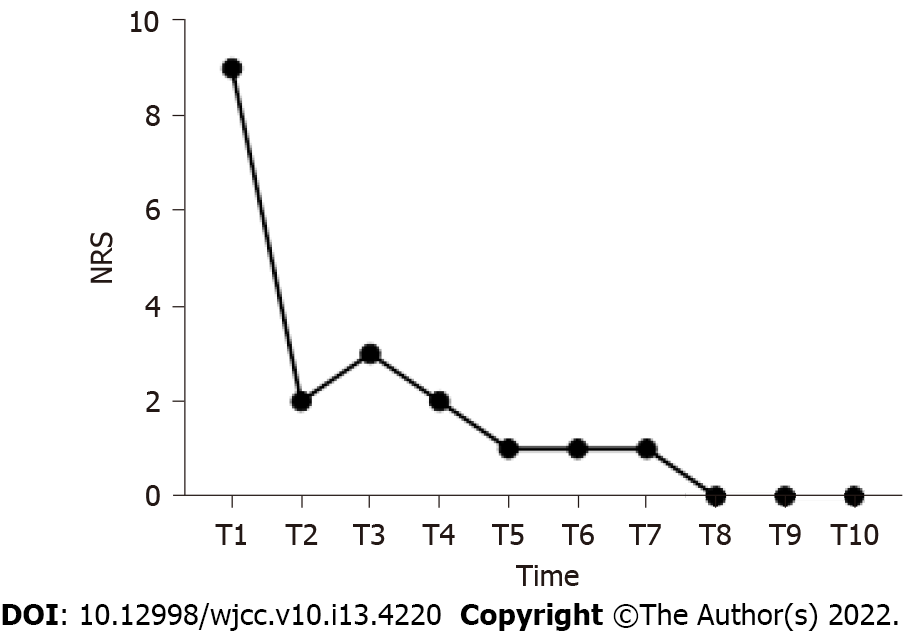 10
8
6
4
2
0
NRS
T1 T2 T3 T4 T5 T6 T7 T8 T9 T10
Time
DOI: 10.12998/wjcc.v10.i13.4220 Copyright ©The Author(s) 2022.